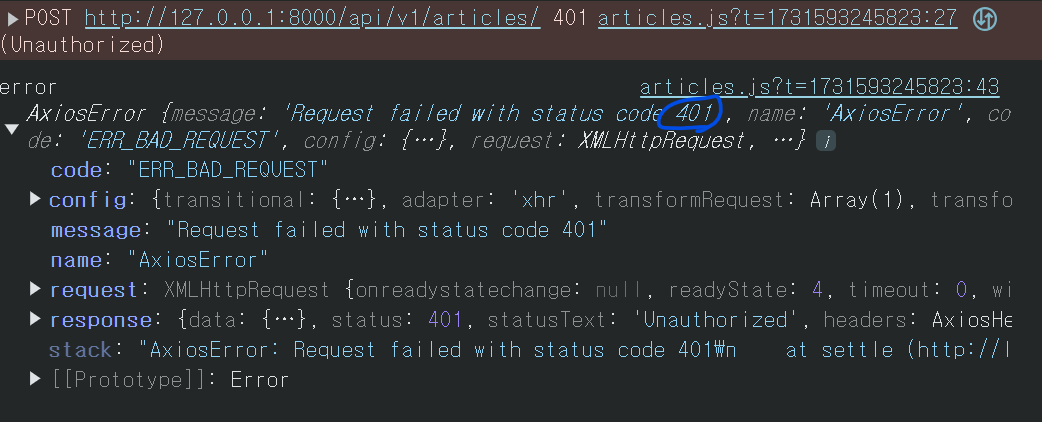 ▶POST http://127.0.0.1:8000/api/v1/articles/ 401 articles.js?t=1731593245823:27
(Unauthorized)
error articles.js?t=1731593245823:43
AxiosError {message: 'Request failed with status code 401', name: 'AxiosError', co
▼ de: 'ERR_BAD_REQUEST', config: {…}, request: XMLHttpRequest, …} i
code: "ERR_BAD_REQUEST"
▶ config: {transitional: {…}, adapter: 'xhr', transformRequest: Array(1), transfo
message: "Request failed with status code 401"
name: "AxiosError"
▶ request: XMLHttpRequest {onreadystatechange: null, readyState: 4, timeout: 0, wi
▶ response: {data: {…}, status: 401, statusText: 'Unauthorized', headers: AxiosHe
stack: "AxiosError: Request failed with status code 401₩n    at settle (http://l
▶ [[Prototype]]: Error